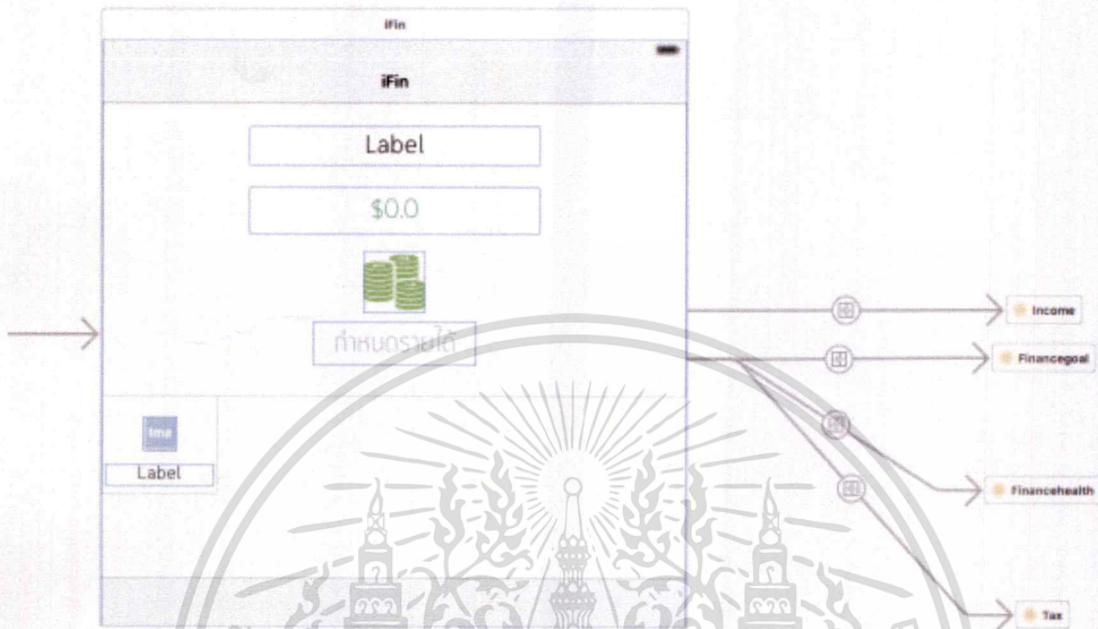 iFin
iFin
Label
$0.0
กำหนดรายได้
Ima
Label
Income
Financegoal
Financehealth
Tax